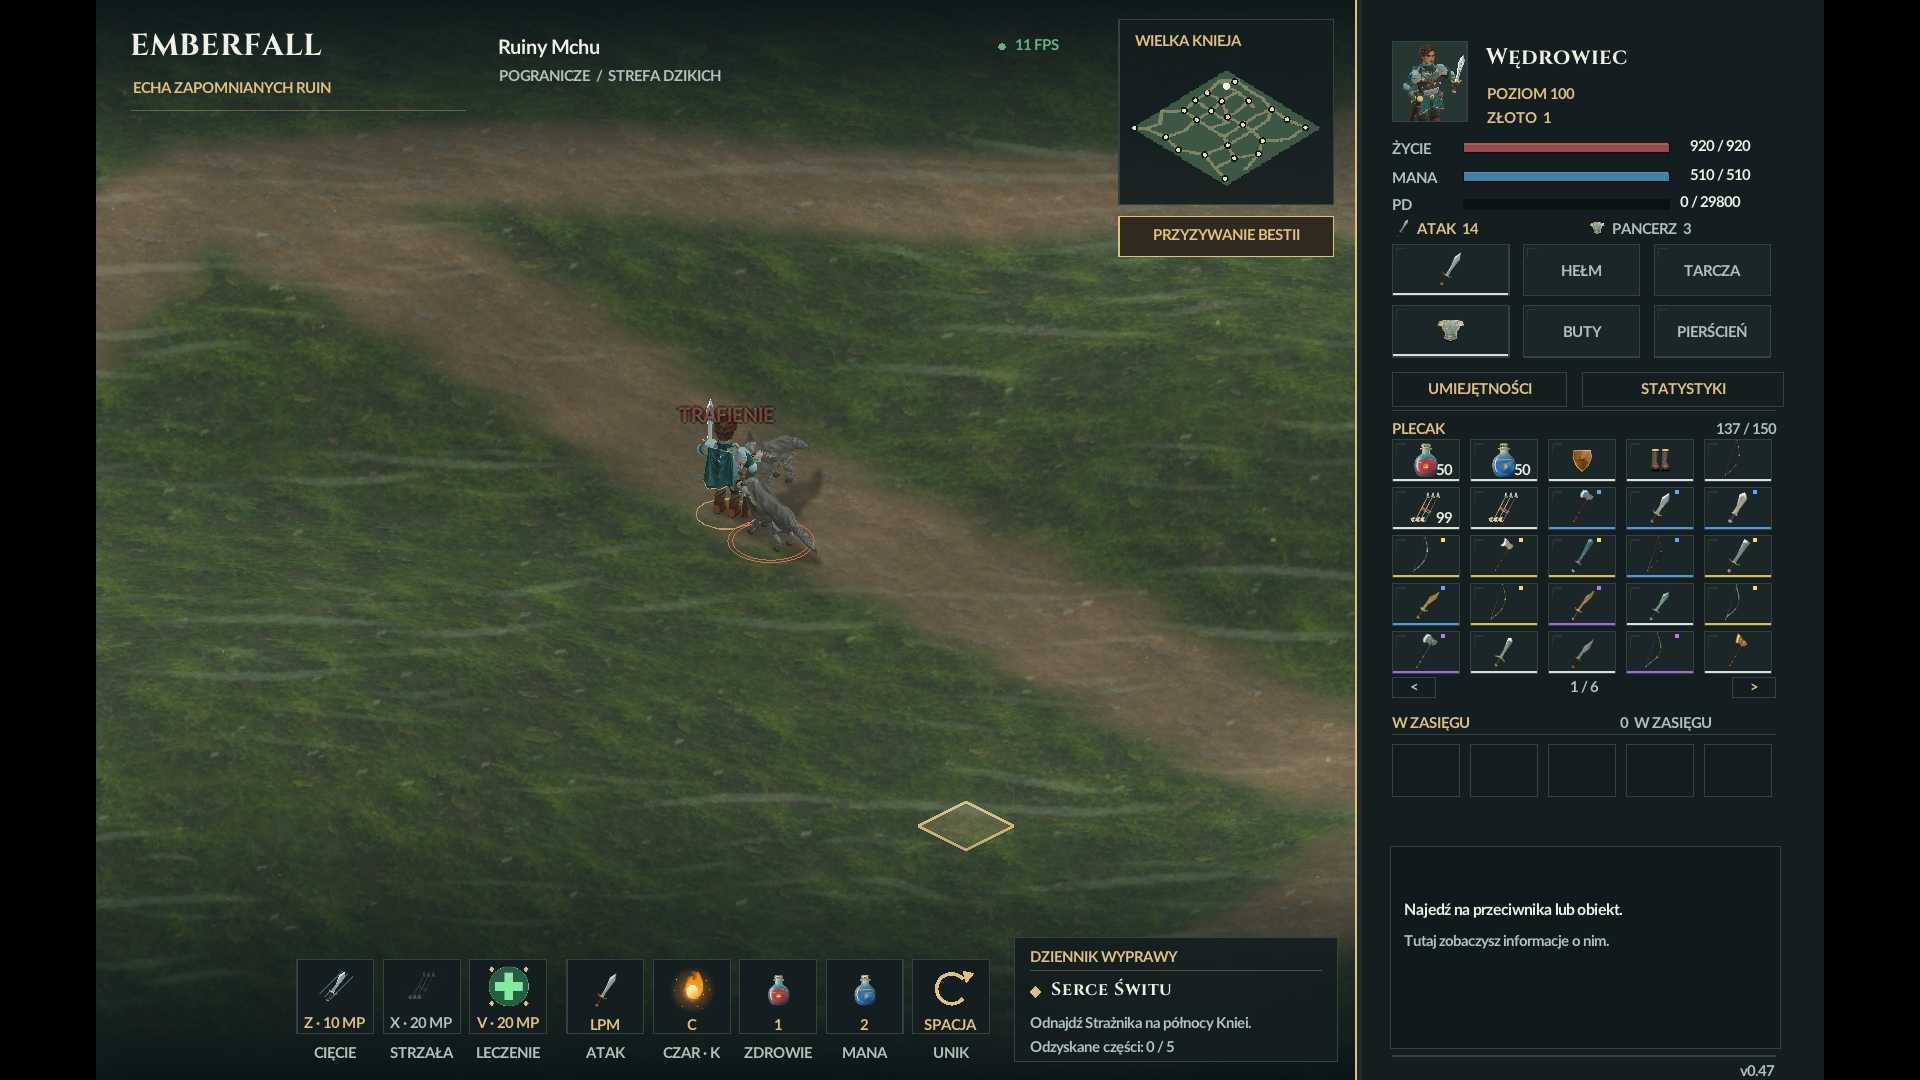 EMBERFALL
ECHA ZAPOMNIANYCH RUIN
Ruiny Mchu
POGRANICZE / STREFA DZIKICH
11 FPS
WIELKA KNIEJA
PRZYZYWANIE BESTII
TRAFIENIE
Z · 10 MP
X · 20 MP
V · 20 MP
LPM
C
1
2
SPACJA
CIĘCIE
STRZAŁA
LECZENIE
ATAK
CZAR · K
ZDROWIE
MANA
UNIK
DZIENNIK WYPRAWY
SERCE ŚWITU
Odnajdź Strażnika na północy Kniei.
Odzyskane części: 0 / 5
WĘDROWIEC
POZIOM 100
ZŁOTO 1
ŻYCIE 920 / 920
MANA 510 / 510
PD 0 / 29800
ATAK 14 PANCERZ 3
HEŁM TARCZA
BUTY PIERŚCIEŃ
UMIEJĘTNOŚCI STATYSTYKI
PLECAK 137 / 150
50 50
99
< 1 / 6 >
W ZASIĘGU 0 W ZASIĘGU
Najedź na przeciwnika lub obiekt.
Tutaj zobaczysz informacje o nim.
v0.47